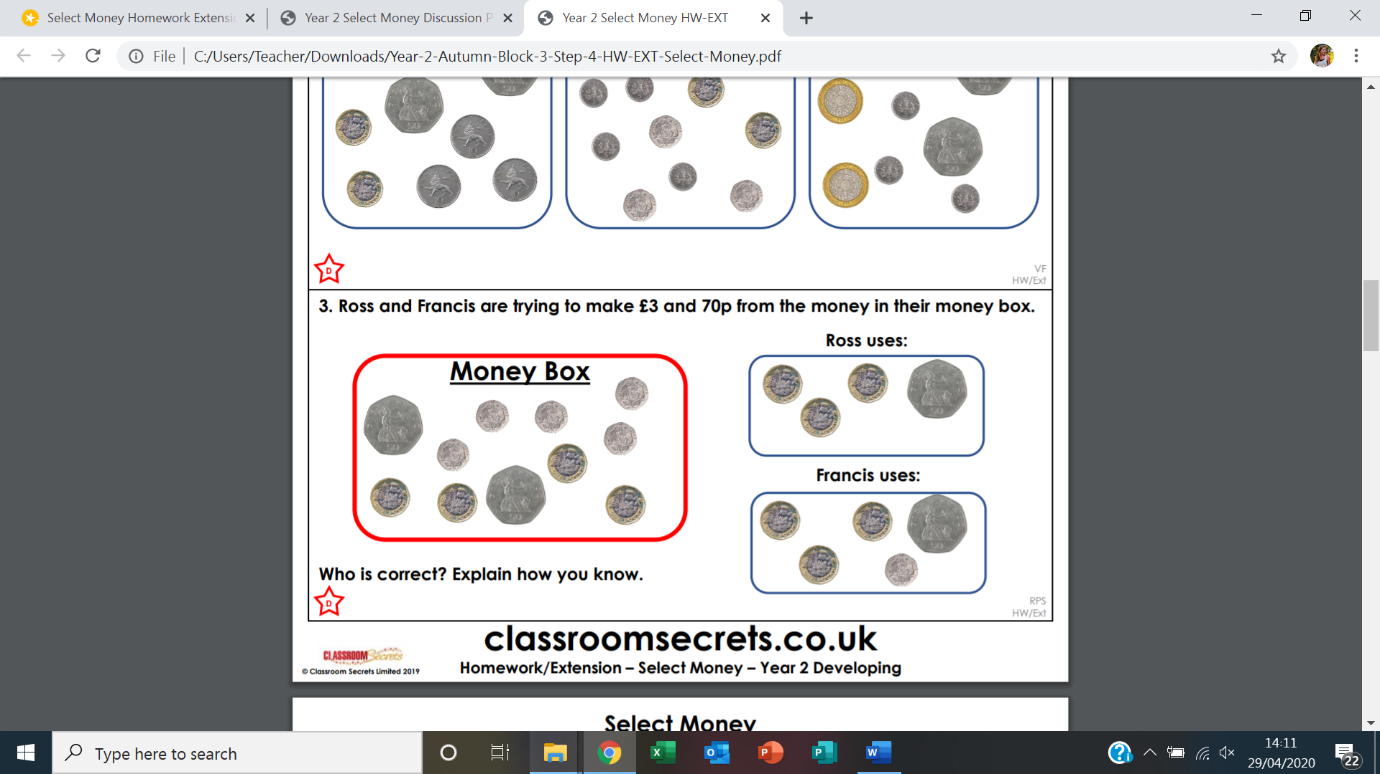 Select Money Homework Extensi
Year 2 Select Money Discussion P
Year 2 Select Money HW-EXT
File
C:/Users/Teacher/Downloads/Year-2-Autumn-Block-3-Step-4-HW-EXT-Select-Money.pdf
D
VF
HW/Ext
3. Ross and Francis are trying to make £3 and 70p from the money in their money box.
Ross uses:
Money Box
Francis uses:
Who is correct? Explain how you know.
D
RPS
HW/Ext
classroomsecrets.co.uk
CLASSROOM Secrets
© Classroom Secrets Limited 2019
Homework/Extension – Select Money – Year 2 Developing
Select Money
Type here to search
14:11
29/04/2020
22